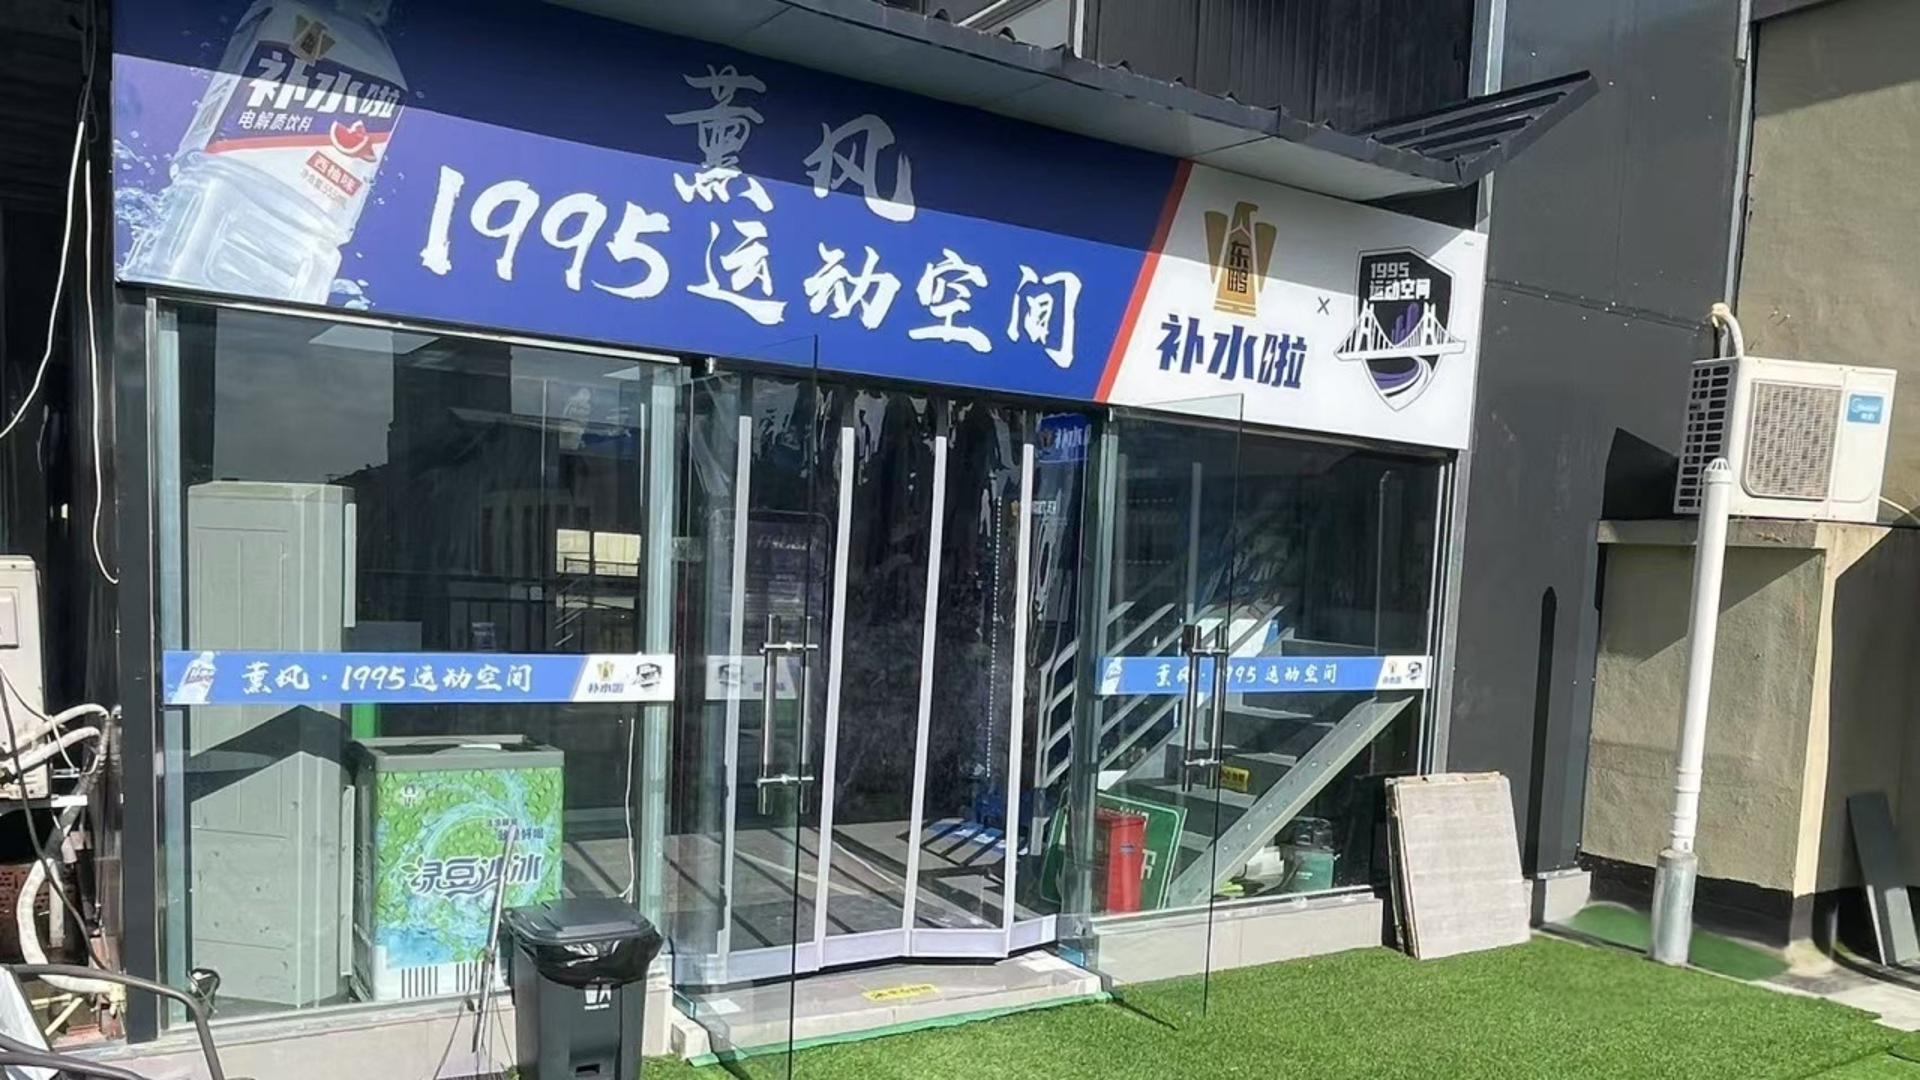 补水啦
电解质饮料
西柚味
薰风
1995运动空间
东鹏
补水啦
×
1995
运动空间
薰风·1995运动空间
补水啦
薰风·1995运动空间
绿豆沙冰
Midea